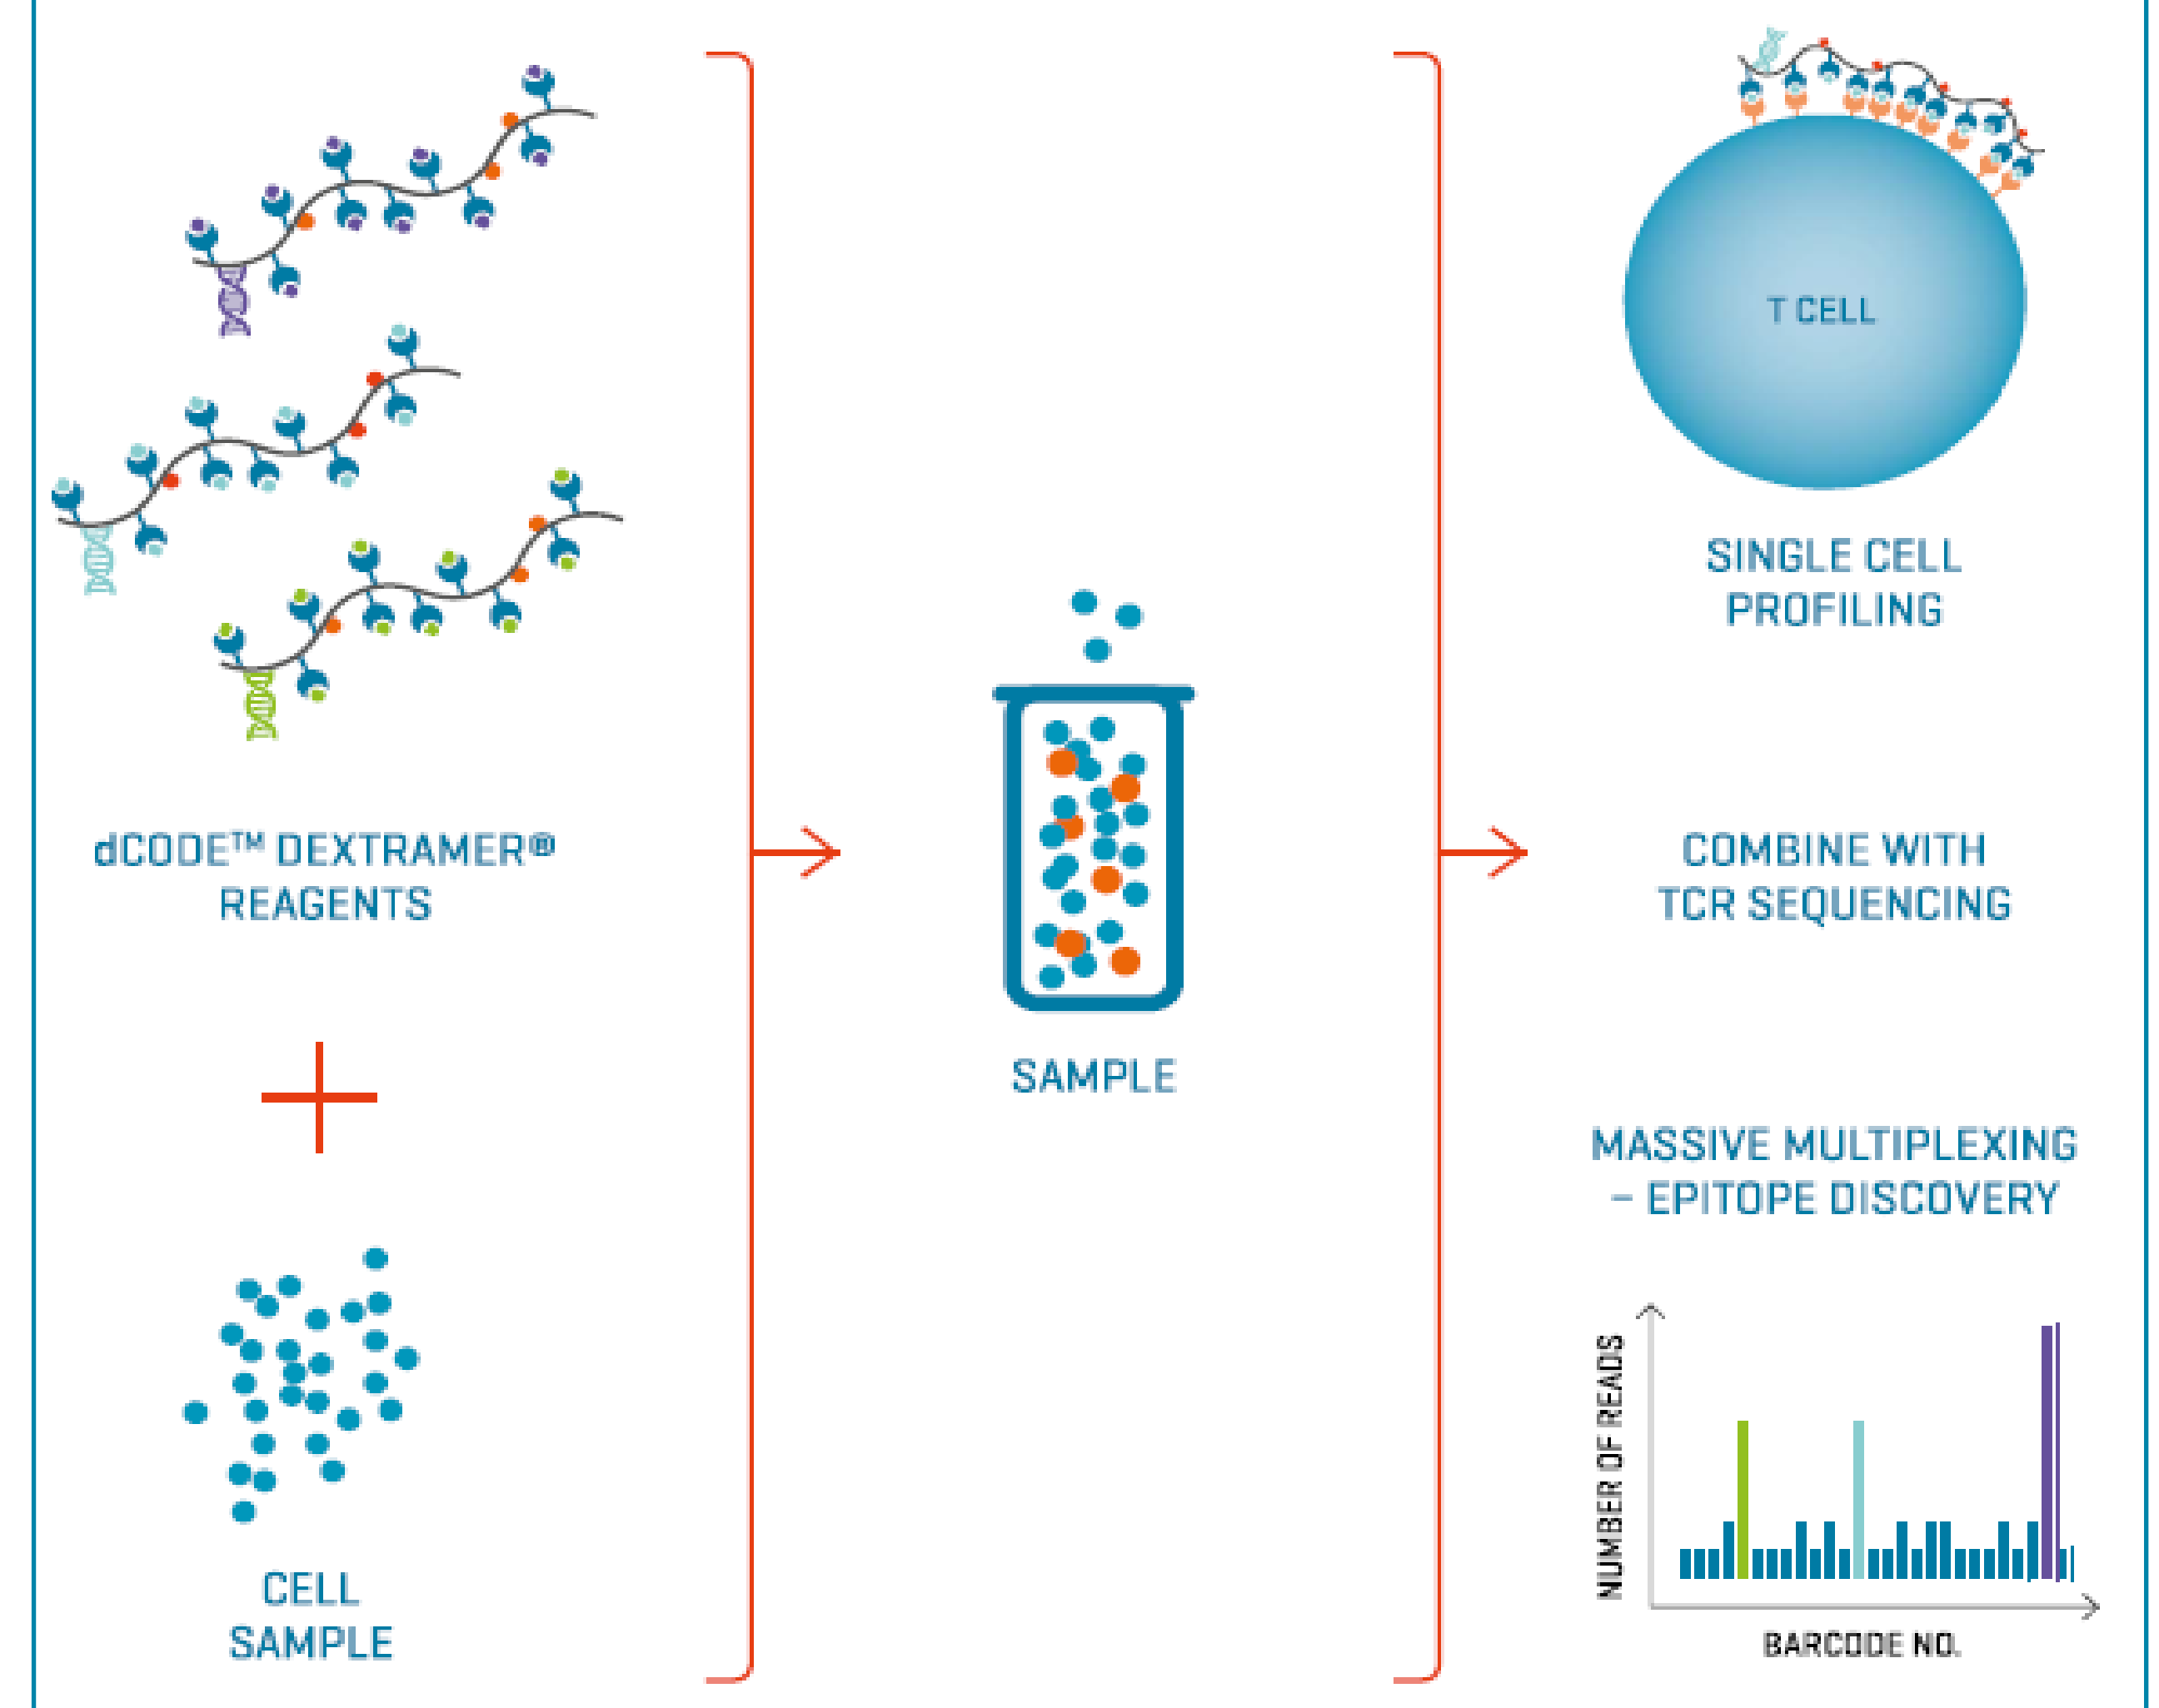 dCODE™ DEXTRAMER®
REAGENTS
CELL
SAMPLE
SAMPLE
T CELL
SINGLE CELL
PROFILING
COMBINE WITH
TCR SEQUENCING
MASSIVE MULTIPLEXING
– EPITOPE DISCOVERY
NUMBER OF READS
BARCODE NO.